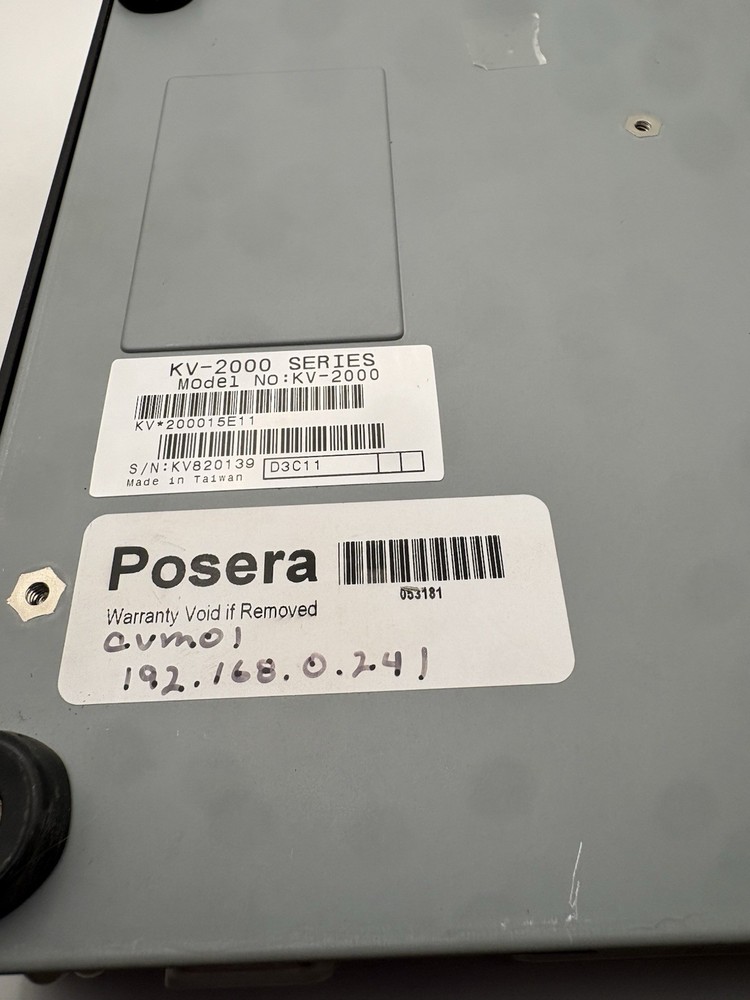 KV-2000 SERIES
Model No:KV-2000
KV*200015E11
S/N:KV820139 D3C11
Made in Taiwan
Posera
053181
Warranty Void if Removed
cvm01
192.168.0.241